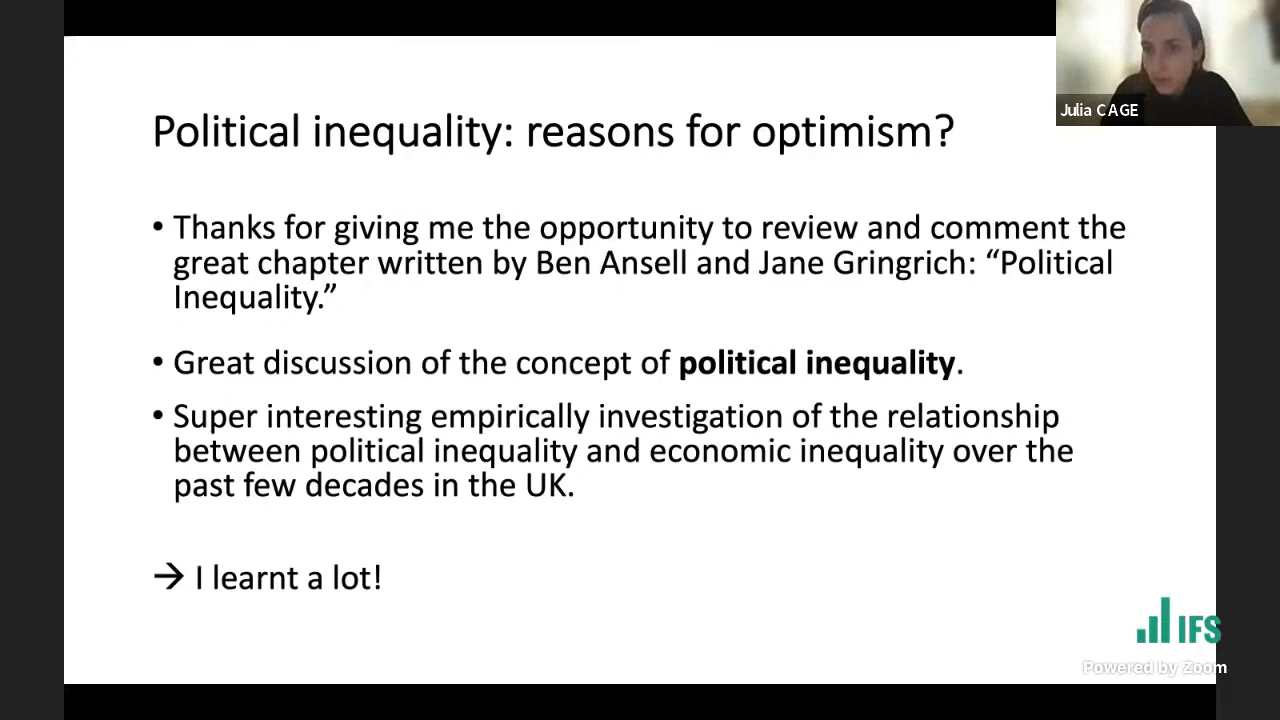 Julia CAGE
Political inequality: reasons for optimism?
• Thanks for giving me the opportunity to review and comment the
great chapter written by Ben Ansell and Jane Gringrich: “Political
Inequality.”
• Great discussion of the concept of political inequality.
• Super interesting empirically investigation of the relationship
between political inequality and economic inequality over the
past few decades in the UK.
→ I learnt a lot!
IFS
Powered by Zoom